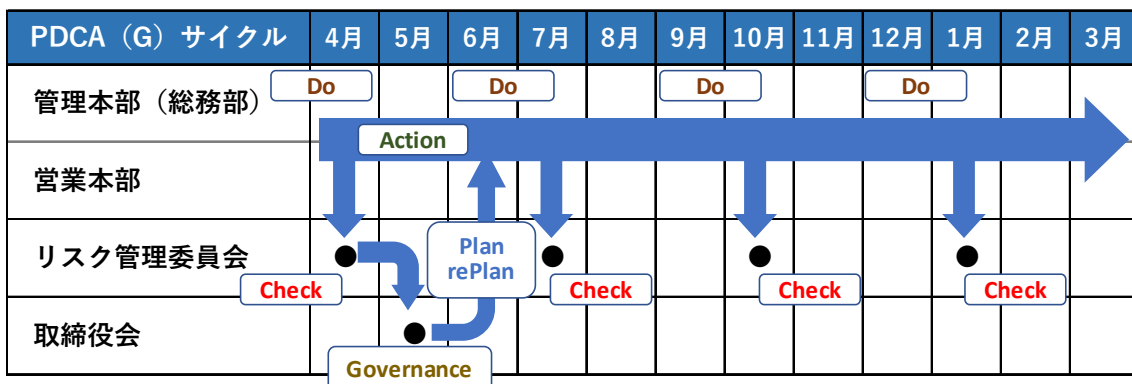 PDCA（G）サイクル 4月 5月 6月 7月 8月 9月 10月 11月 12月 1月 2月 3月
Do Do Do Do
管理本部（総務部）
Action
営業本部
Plan
rePlan
リスク管理委員会
Check Check Check Check
取締役会
Governance